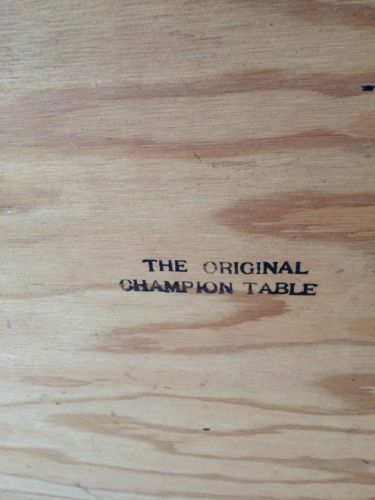 THE ORIGINAL
CHAMPION TABLE